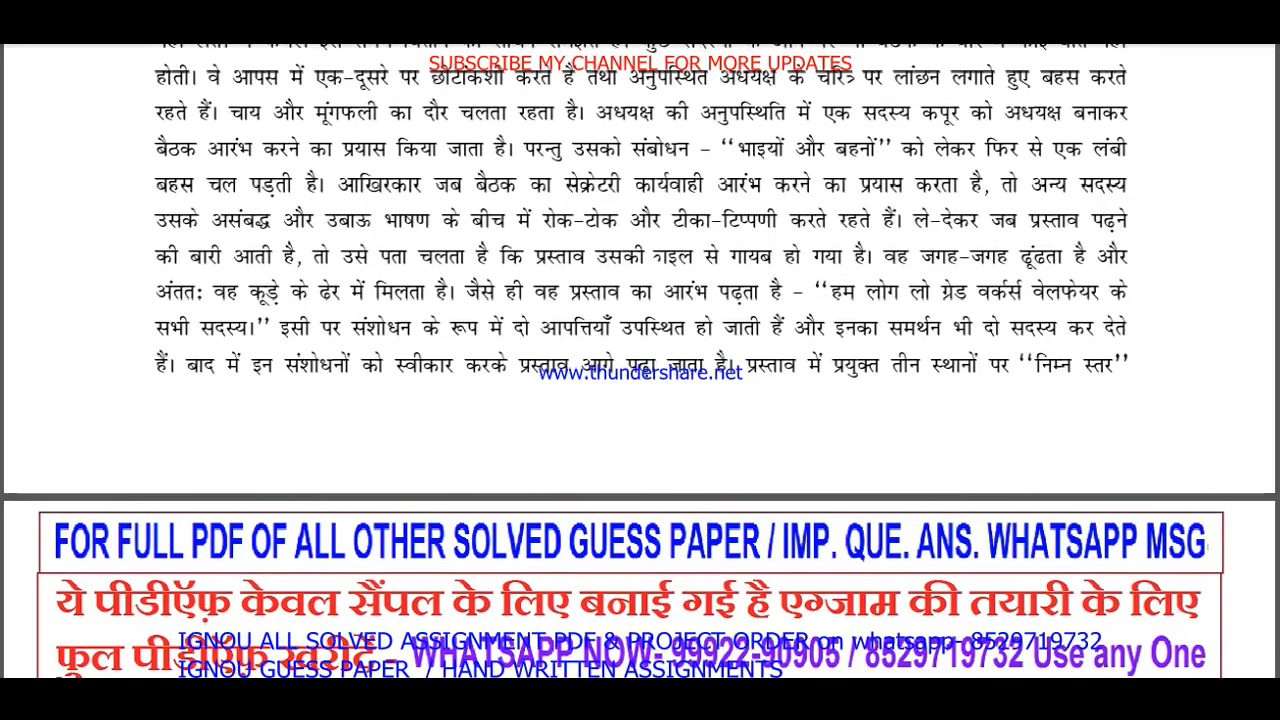 SUBSCRIBE MY CHANNEL FOR MORE UPDATES
होती। वे आपस में एक-दूसरे पर छींटाकशी करते हैं तथा अनुपस्थित अध्यक्ष के चरित्र पर लांछन लगाते हुए बहस करते
रहते हैं। चाय और मूंगफली का दौर चलता रहता है। अध्यक्ष की अनुपस्थिति में एक सदस्य कपूर को अध्यक्ष बनाकर
बैठक आरंभ करने का प्रयास किया जाता है। परन्तु उसको संबोधन - ‘‘भाइयों और बहनों’’ को लेकर फिर से एक लंबी
बहस चल पड़ती है। आखिरकार जब बैठक का सेक्रेटरी कार्यवाही आरंभ करने का प्रयास करता है, तो अन्य सदस्य
उसके असंबद्ध और उबाऊ भाषण के बीच में रोक-टोक और टीका-टिप्पणी करते रहते हैं। ले-देकर जब प्रस्ताव पढ़ने
की बारी आती है, तो उसे पता चलता है कि प्रस्ताव उसकी से गायब हो गया है। वह जगह-जगह ढूंढता है और
अंततः वह कूड़े के ढेर में मिलता है। जैसे ही वह प्रस्ताव का आरंभ पढ़ता है - ‘‘हम लोग लो ग्रेड वर्कर्स वेलफेयर के
सभी सदस्य।’’ इसी पर संशोधन के रूप में दो आपत्तियाँ उपस्थित हो जाती हैं और इनका समर्थन भी दो सदस्य कर देते
हैं। बाद में इन संशोधनों को स्वीकार करके प्रस्ताव आगे पढ़ा जाता है। प्रस्ताव में प्रयुक्त तीन स्थानों पर ‘‘निम्न स्तर’’
www.thundershare.net
FOR FULL PDF OF ALL OTHER SOLVED GUESS PAPER / IMP. QUE. ANS. WHATSAPP MSG
ये पीडीऍफ़ केवल सैंपल के लिए बनाई गई है एग्जाम की तयारी के लिए
फुल पीडीऍफ़ खरीदें - WHATSAPP NOW- 99922-90905 / 8529719732 Use any One
IGNOU ALL SOLVED ASSIGNMENT PDF & PROJECT ORDER on whatsapp- 8529719732
IGNOU GUESS PAPER / HAND WRITTEN ASSIGNMENTS